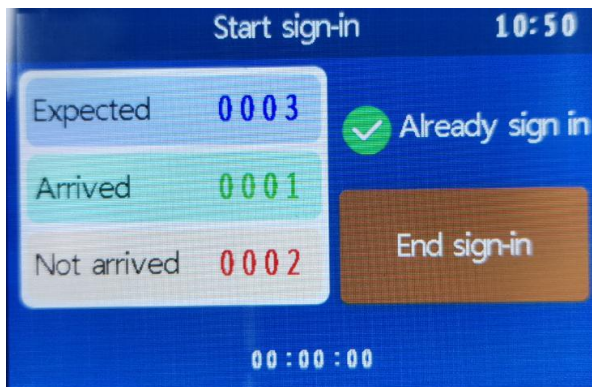 Start sign-in 10:50
Expected 0003
Already sign in
Arrived 0001
End sign-in
Not arrived 0002
00:00:00